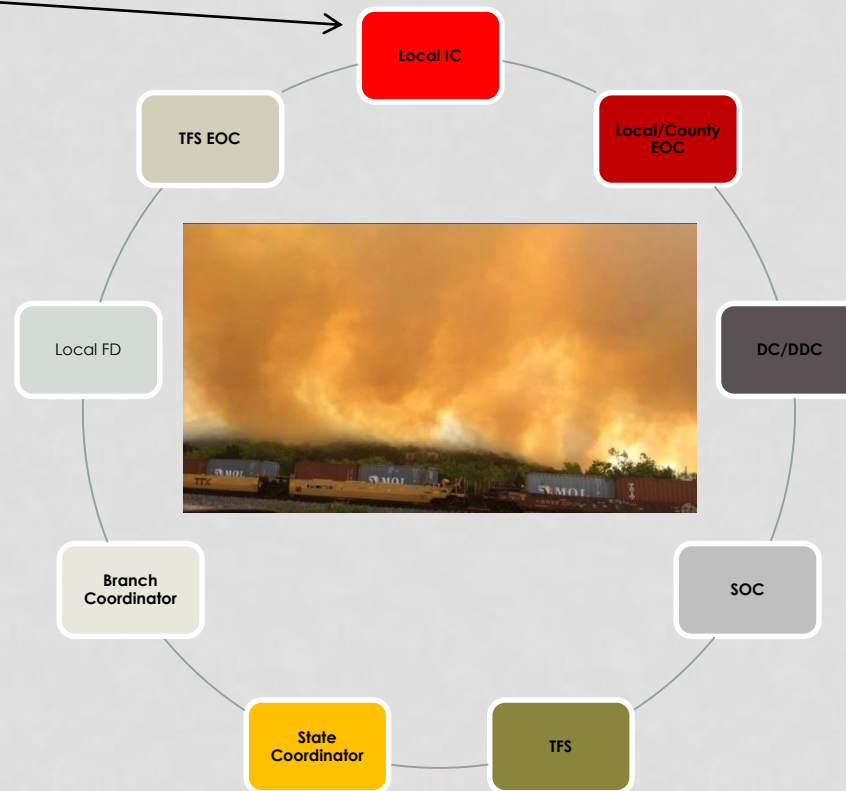 Local IC
Local/County
EOC
DC/DDC
SOC
TFS
State
Coordinator
Branch
Coordinator
Local FD
TFS EOC
TTX
MOL
MOL
MOL